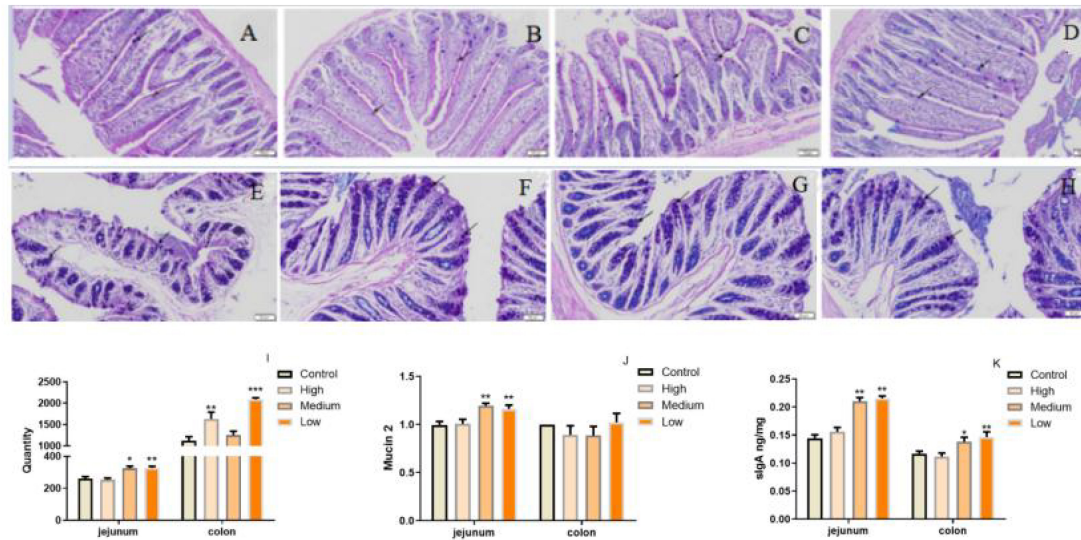 A
B
C
D
E
F
G
H
I
Control
High
Medium
Low
Quantity
2500
2000
1500
1000
400
200
0
**
***
*
**
jejunum
colon
J
Control
High
Medium
Low
Mucin 2
1.5
1.0
0.5
0.0
**
**
jejunum
colon
K
Control
High
Medium
Low
sIgA ng/mg
0.25
0.20
0.15
0.10
0.05
0.00
**
**
*
**
jejunum
colon